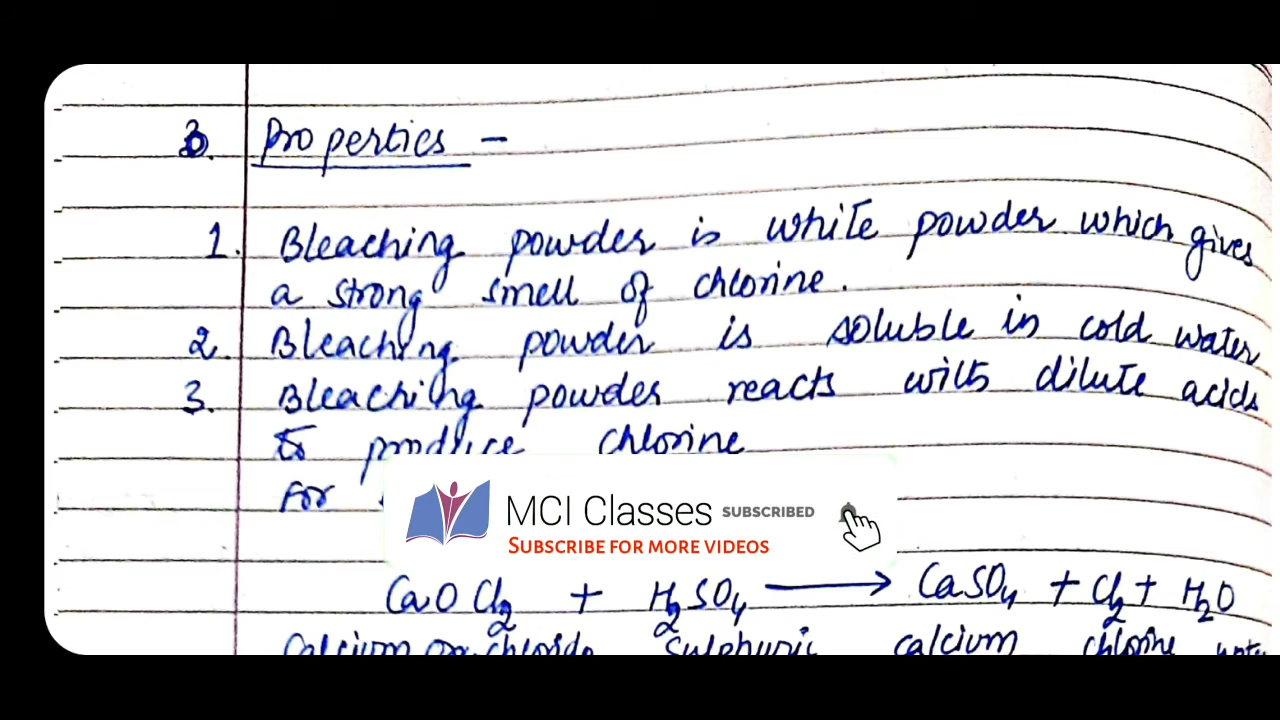 3. Properties -
1. Bleaching powder is white powder which gives
a strong smell of chlorine.
2. Bleaching powder is soluble in cold water
3. Bleaching powder reacts with dilute acids
to produce chlorine
For
MCI Classes SUBSCRIBED
SUBSCRIBE FOR MORE VIDEOS
CaOCl₂ + H₂SO₄ ⟶ CaSO₄ + Cl₂ + H₂O
Calcium sulphuric calcium chlorine